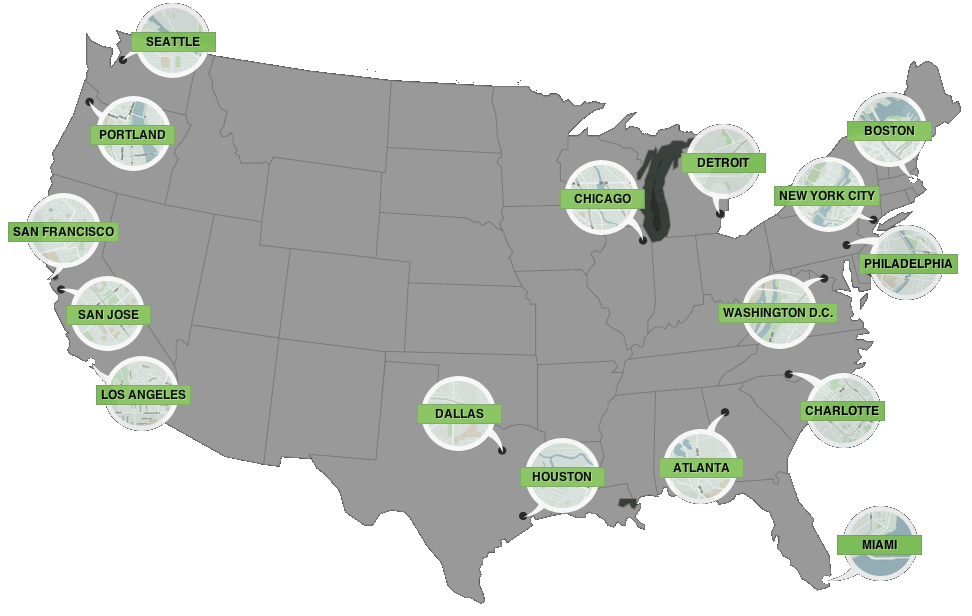 SEATTLE
PORTLAND
BOSTON
DETROIT
CHICAGO
NEW YORK CITY
SAN FRANCISCO
PHILADELPHIA
SAN JOSE
WASHINGTON D.C.
LOS ANGELES
DALLAS
CHARLOTTE
ATLANTA
HOUSTON
MIAMI